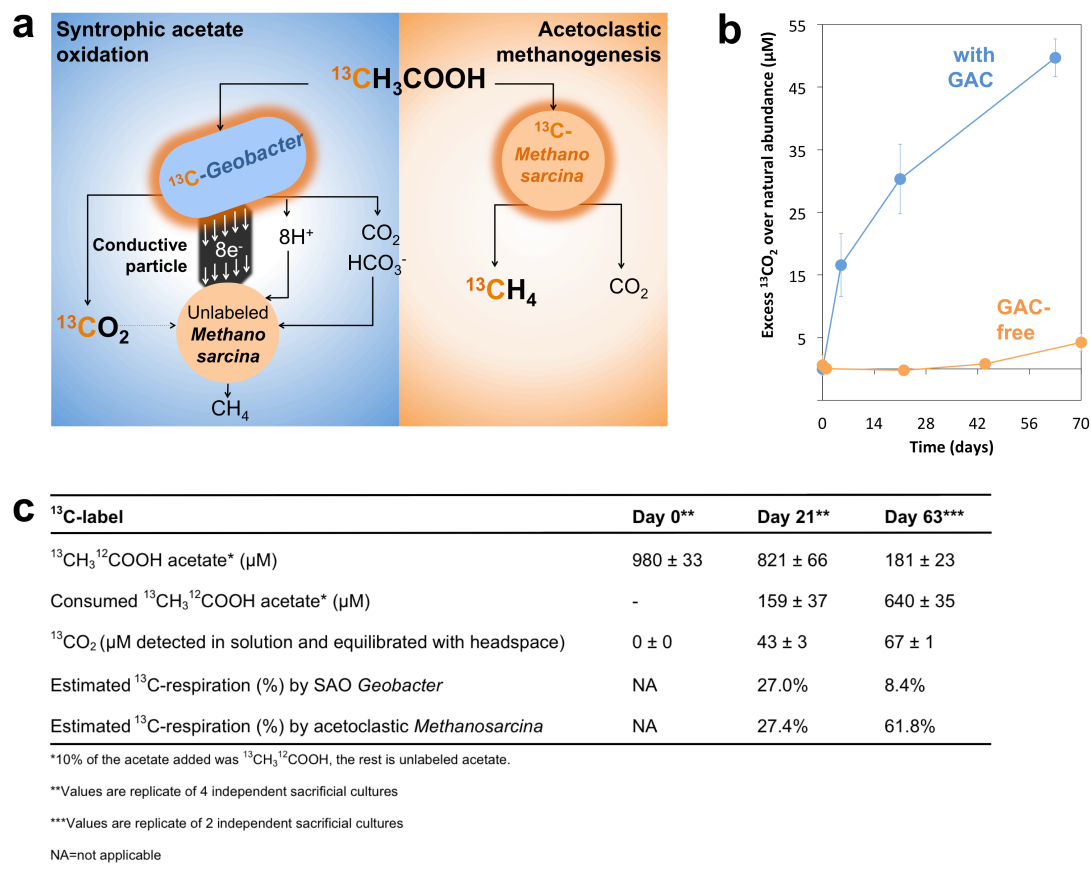 a
Syntrophic acetate
oxidation
Acetoclastic
methanogenesis
¹³CH₃COOH
¹³C-Geobacter
¹³C-
Methano
sarcina
Conductive
particle
8e⁻
8H⁺
CO₂
HCO₃⁻
¹³CO₂
Unlabeled
Methano
sarcina
CH₄
¹³CH₄
CO₂
b
Excess ¹³CO₂ over natural abundance (µM)
55
45
35
25
15
5
with
GAC
GAC-
free
0 14 28 42 56 70
Time (days)
c
¹³C-label Day 0** Day 21** Day 63***
¹³CH₃¹²COOH acetate* (µM) 980 ± 33 821 ± 66 181 ± 23
Consumed ¹³CH₃¹²COOH acetate* (µM) - 159 ± 37 640 ± 35
¹³CO₂ (µM detected in solution and equilibrated with headspace) 0 ± 0 43 ± 3 67 ± 1
Estimated ¹³C-respiration (%) by SAO Geobacter NA 27.0% 8.4%
Estimated ¹³C-respiration (%) by acetoclastic Methanosarcina NA 27.4% 61.8%
*10% of the acetate added was ¹³CH₃¹²COOH, the rest is unlabeled acetate.
**Values are replicate of 4 independent sacrificial cultures
***Values are replicate of 2 independent sacrificial cultures
NA=not applicable